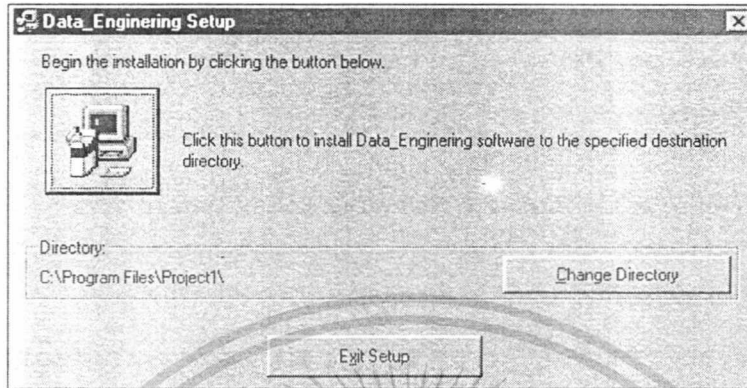 Data_Enginering Setup
Begin the installation by clicking the button below.
Click this button to install Data_Enginering software to the specified destination
directory.
Directory:
C:\Program Files\Project1\
Change Directory
Exit Setup